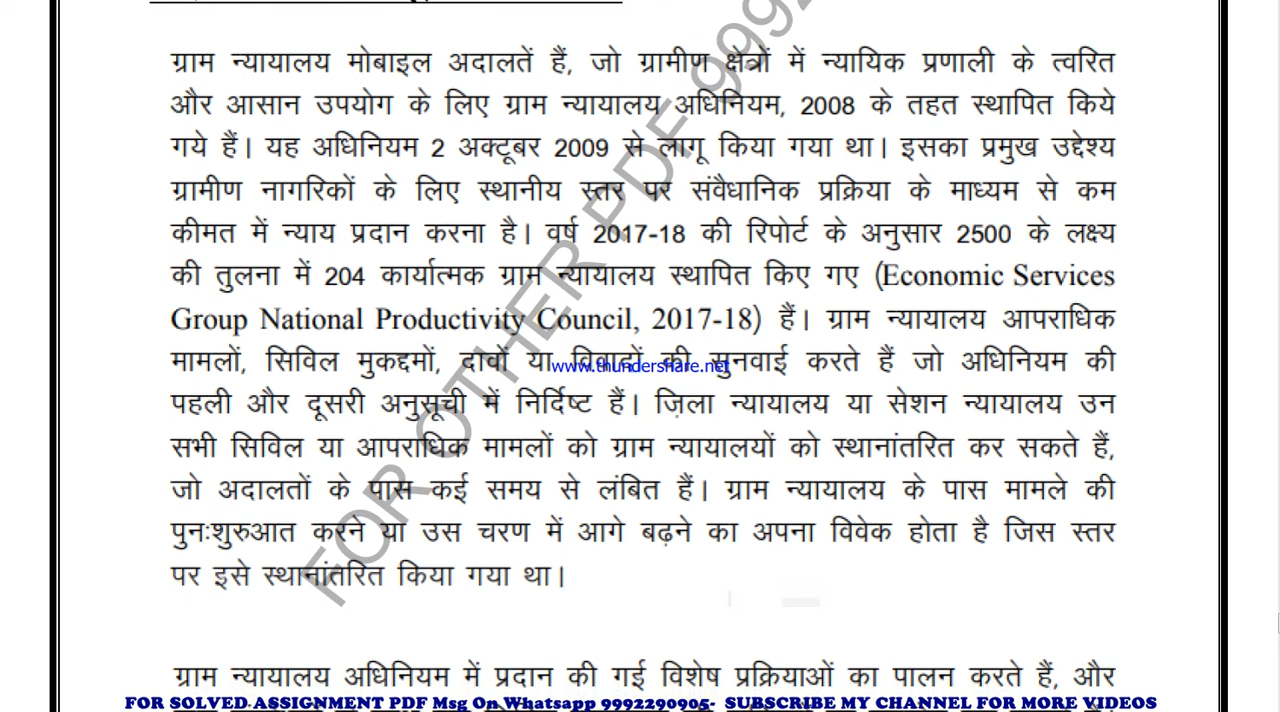 ग्राम न्यायालय मोबाइल अदालतें हैं, जो ग्रामीण क्षेत्रों में न्यायिक प्रणाली के त्वरित
और आसान उपयोग के लिए ग्राम न्यायालय अधिनियम, 2008 के तहत स्थापित किये
गये हैं। यह अधिनियम 2 अक्टूबर 2009 से लागू किया गया था। इसका प्रमुख उद्देश्य
ग्रामीण नागरिकों के लिए स्थानीय स्तर पर संवैधानिक प्रक्रिया के माध्यम से कम
कीमत में न्याय प्रदान करना है। वर्ष 2017-18 की रिपोर्ट के अनुसार 2500 के लक्ष्य
की तुलना में 204 कार्यात्मक ग्राम न्यायालय स्थापित किए गए (Economic Services
Group National Productivity Council, 2017-18) हैं। ग्राम न्यायालय आपराधिक
मामलों, सिविल मुकद्दमों, दावों या विवादों की सुनवाई करते हैं जो अधिनियम की
www.thundershare.net
पहली और दूसरी अनुसूची में निर्दिष्ट हैं। ज़िला न्यायालय या सेशन न्यायालय उन
सभी सिविल या आपराधिक मामलों को ग्राम न्यायालयों को स्थानांतरित कर सकते हैं,
जो अदालतों के पास कई समय से लंबित हैं। ग्राम न्यायालय के पास मामले की
पुनःशुरुआत करने या उस चरण में आगे बढ़ने का अपना विवेक होता है जिस स्तर
पर इसे स्थानांतरित किया गया था।
FOR OTHER PDF 9992
ग्राम न्यायालय अधिनियम में प्रदान की गई विशेष प्रक्रियाओं का पालन करते हैं, और
FOR SOLVED ASSIGNMENT PDF Msg On Whatsapp 9992290905- SUBSCRIBE MY CHANNEL FOR MORE VIDEOS